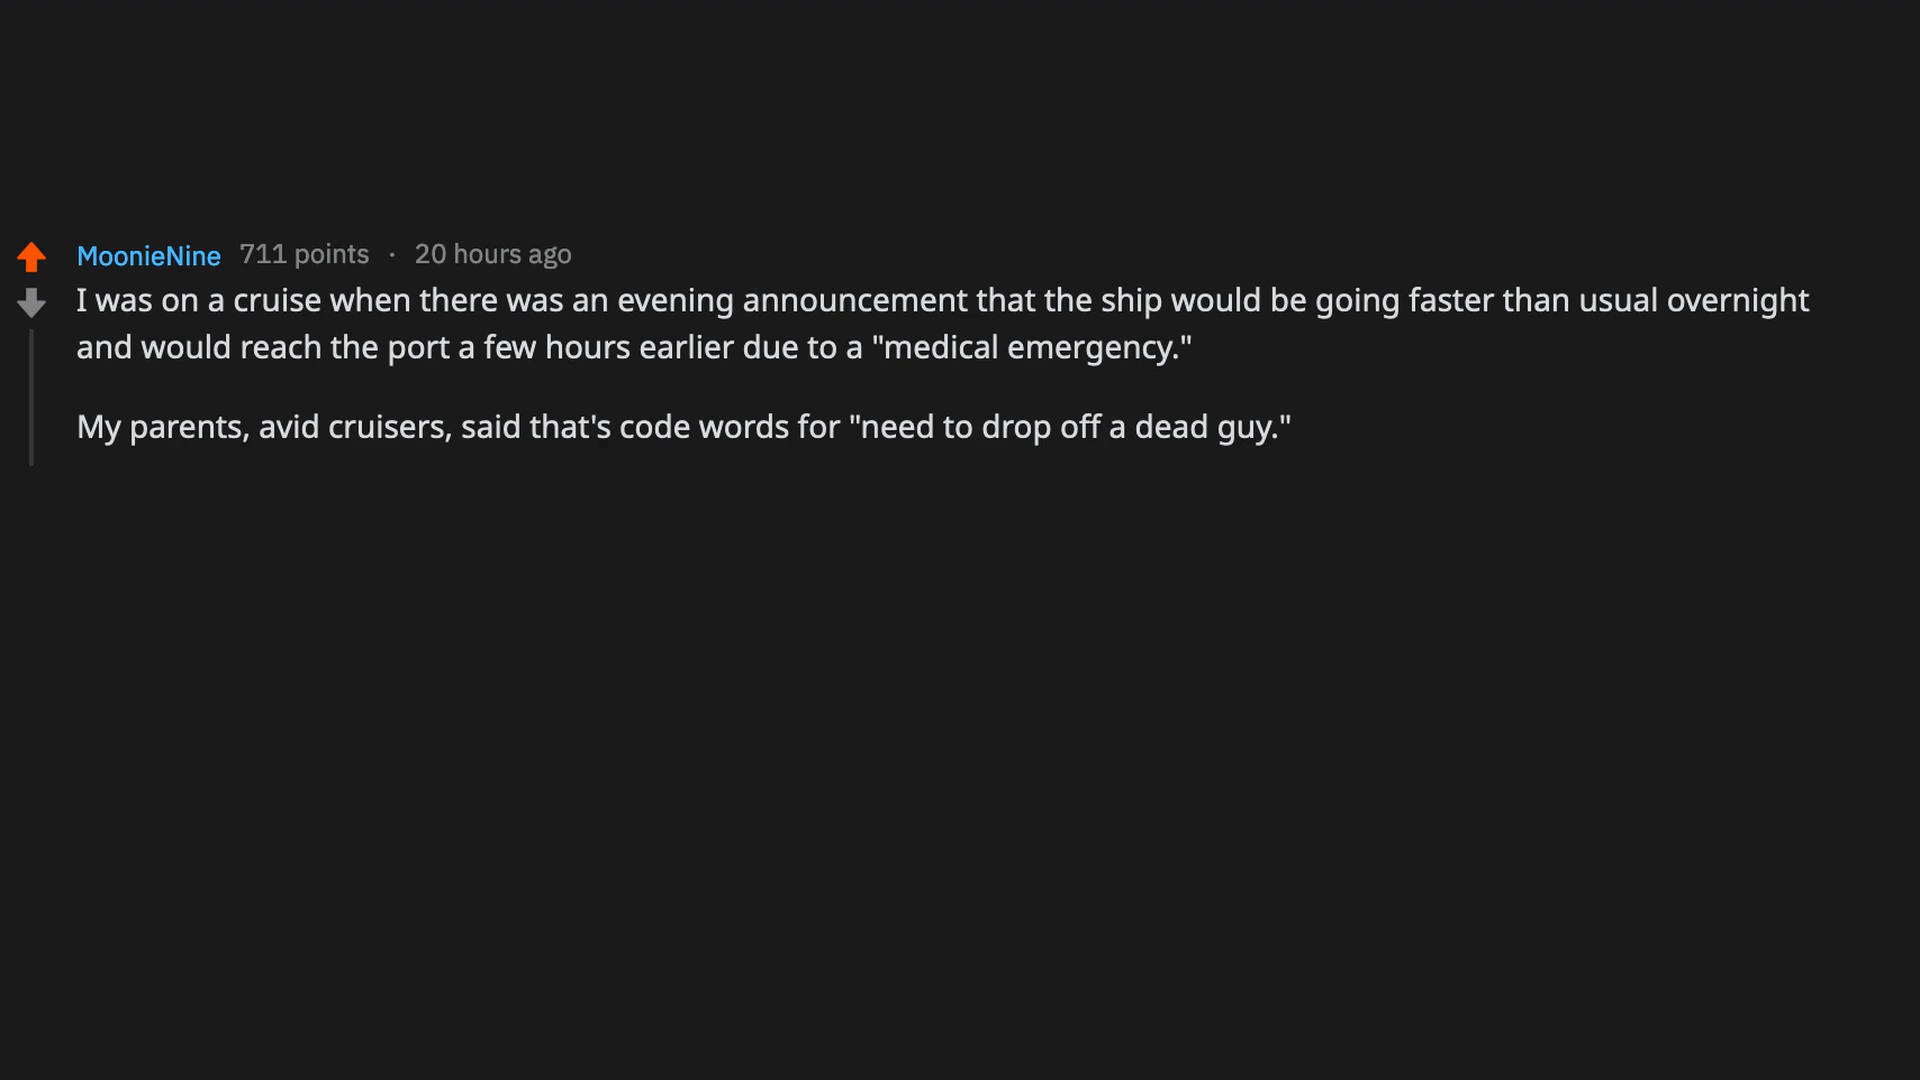 MoonieNine 711 points · 20 hours ago
I was on a cruise when there was an evening announcement that the ship would be going faster than usual overnight
and would reach the port a few hours earlier due to a "medical emergency."
My parents, avid cruisers, said that's code words for "need to drop off a dead guy."